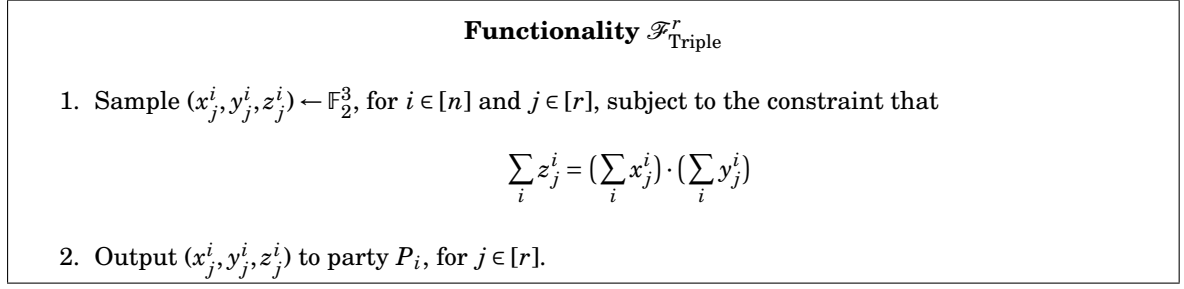 Functionality ℱ^r_Triple
1. Sample (x^i_j, y^i_j, z^i_j) ← 𝔽^3_2, for i ∈ [n] and j ∈ [r], subject to the constraint that
∑_i z^i_j = (∑_i x^i_j) · (∑_i y^i_j)
2. Output (x^i_j, y^i_j, z^i_j) to party P_i, for j ∈ [r].